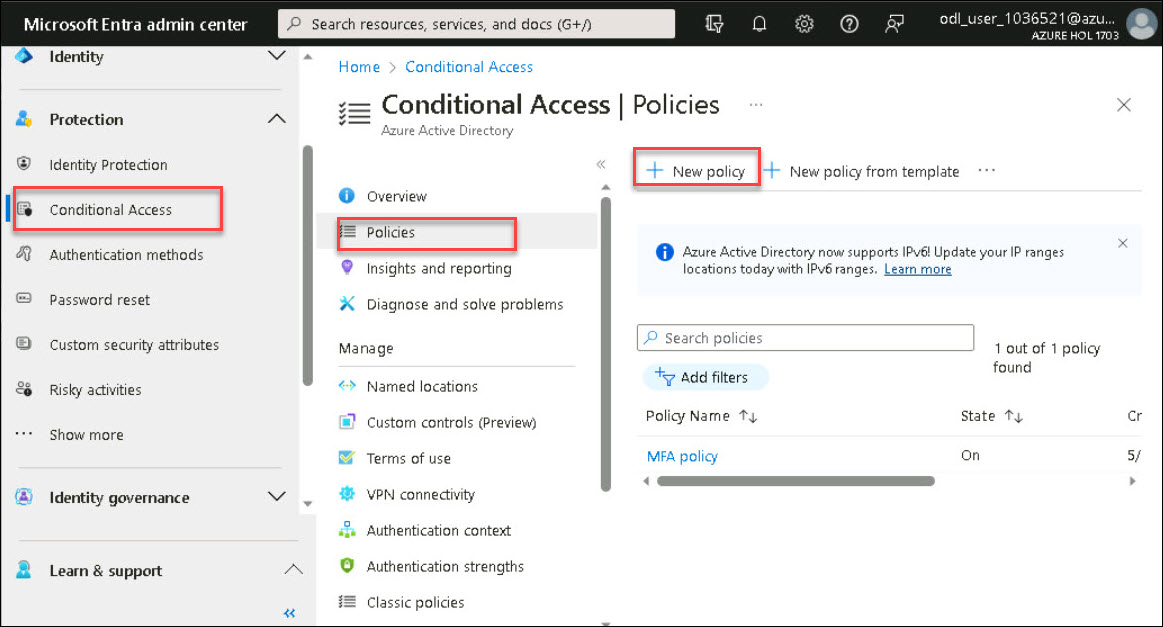 Microsoft Entra admin center
Search resources, services, and docs (G+/)
odl_user_1036521@azu...
AZURE HOL 1703
Identity
Protection
Identity Protection
Conditional Access
Authentication methods
Password reset
Custom security attributes
Risky activities
Show more
Identity governance
Learn & support
Home > Conditional Access
Conditional Access | Policies ...
Azure Active Directory
Overview
Policies
Insights and reporting
Diagnose and solve problems
Manage
Named locations
Custom controls (Preview)
Terms of use
VPN connectivity
Authentication context
Authentication strengths
Classic policies
New policy
New policy from template ...
Azure Active Directory now supports IPv6! Update your IP ranges
locations today with IPv6 ranges. Learn more
Search policies
1 out of 1 policy
found
Add filters
Policy Name State Cr
MFA policy On 5/